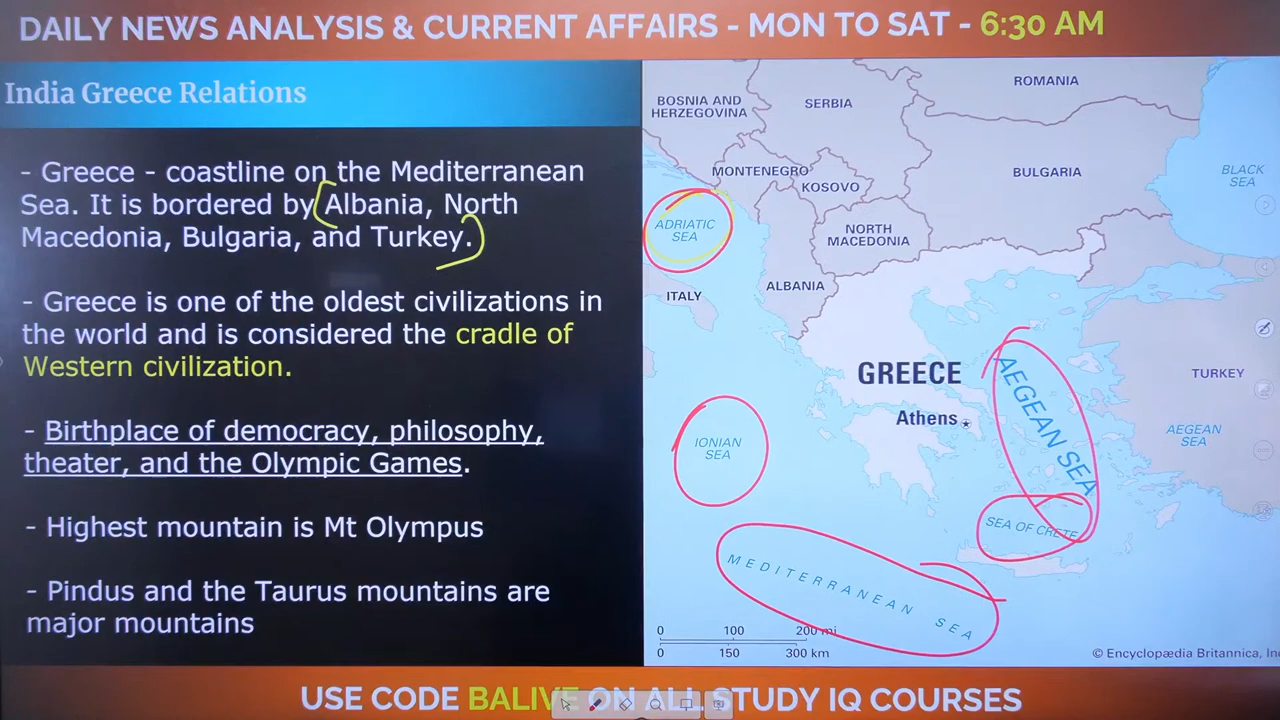 DAILY NEWS ANALYSIS & CURRENT AFFAIRS - MON TO SAT - 6:30 AM
India Greece Relations
- Greece - coastline on the Mediterranean
Sea. It is bordered by Albania, North
Macedonia, Bulgaria, and Turkey.
- Greece is one of the oldest civilizations in
the world and is considered the cradle of
Western civilization.
- Birthplace of democracy, philosophy,
theater, and the Olympic Games.
- Highest mountain is Mt Olympus
- Pindus and the Taurus mountains are
major mountains
ROMANIA
BOSNIA AND
HERZEGOVINA
SERBIA
MONTENEGRO
KOSOVO
BULGARIA
BLACK
SEA
ADRIATIC
SEA
NORTH
MACEDONIA
ITALY
ALBANIA
GREECE
Athens
AEGEAN SEA
TURKEY
AEGEAN
SEA
IONIAN
SEA
SEA OF CRETE
MEDITERRANEAN SEA
0 100 200 mi
0 150 300 km
© Encyclopædia Britannica, In
USE CODE BALIVE ON ALL STUDY IQ COURSES